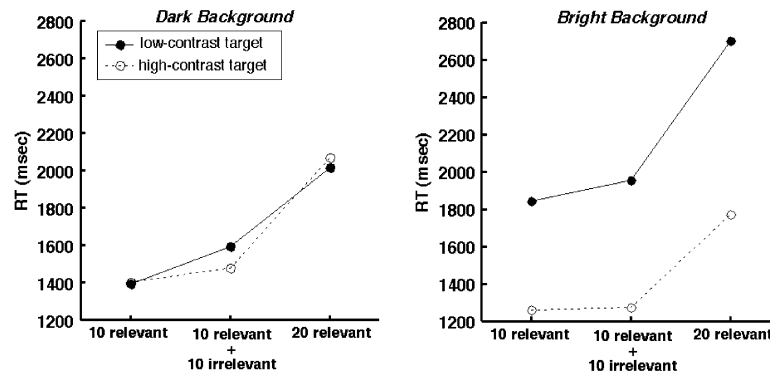 Dark Background
2800
2600
2400
2200
2000
1800
1600
1400
1200
RT (msec)
low-contrast target
high-contrast target
10 relevant
10 relevant
+
10 irrelevant
20 relevant
Bright Background
2800
2600
2400
2200
2000
1800
1600
1400
1200
RT (msec)
10 relevant
10 relevant
+
10 irrelevant
20 relevant